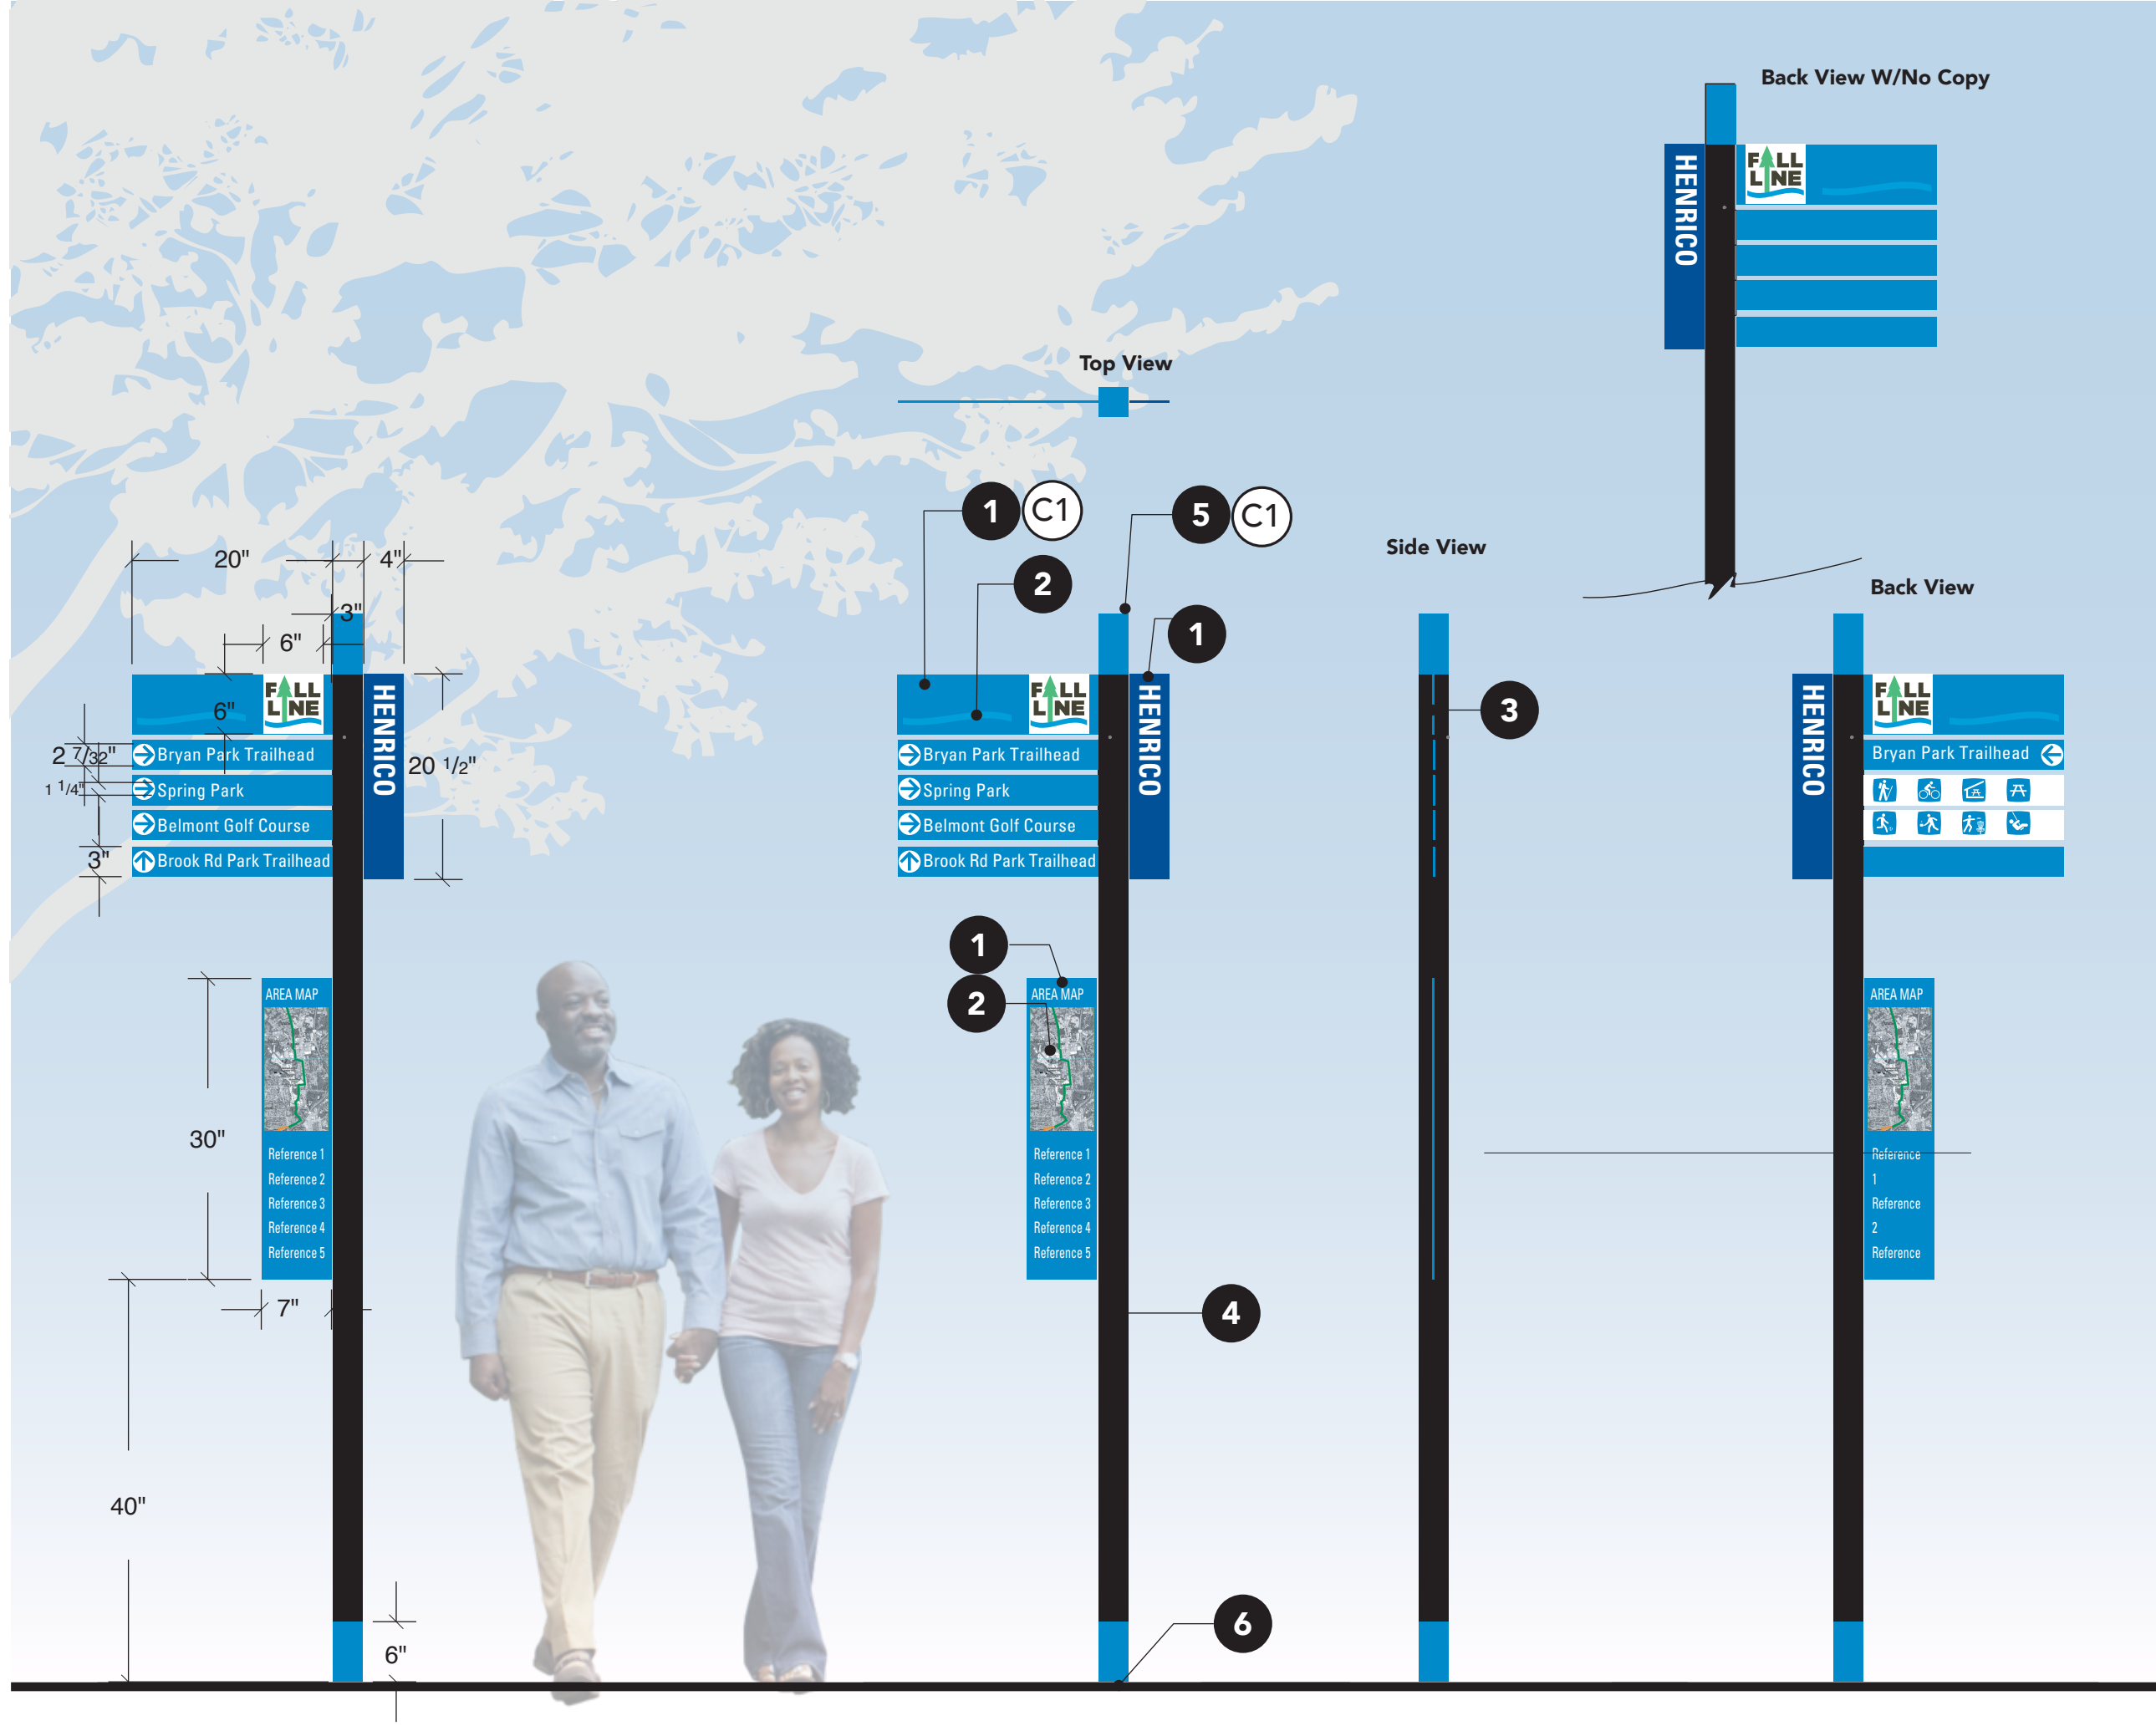 Back View W/No Copy
HENRICO
FALL
LINE
Top View
1
C1
5
C1
2
1
Side View
Back View
20"
4"
3"
6"
6"
2 7/32"
1 1/4"
3"
20 1/2"
FALL
LINE
HENRICO
Bryan Park Trailhead
Spring Park
Belmont Golf Course
Brook Rd Park Trailhead
FALL
LINE
HENRICO
Bryan Park Trailhead
Spring Park
Belmont Golf Course
Brook Rd Park Trailhead
3
HENRICO
FALL
LINE
Bryan Park Trailhead
30"
AREA MAP
Reference 1
Reference 2
Reference 3
Reference 4
Reference 5
7"
40"
6"
1
2
AREA MAP
Reference 1
Reference 2
Reference 3
Reference 4
Reference 5
4
6
AREA MAP
Reference
1
Reference
2
Reference